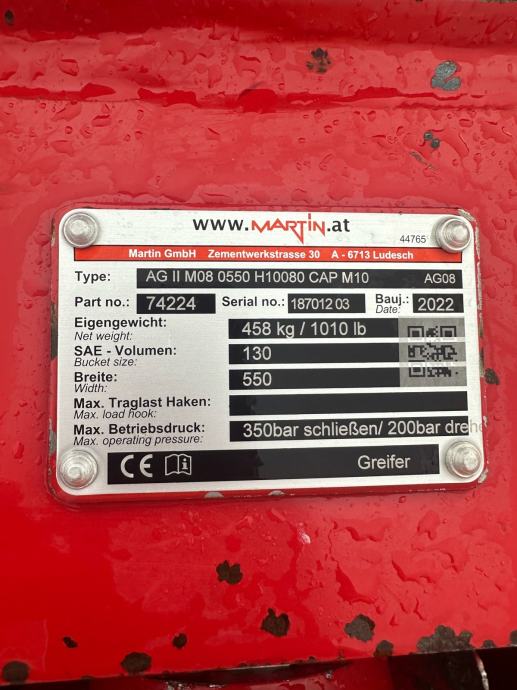 www.MARTIN.at
44765
Martin GmbH Zementwerkstrasse 30 A - 6713 Ludesch
Type: AG II M08 0550 H10080 CAP M10 AG08
Part no.: 74224 Serial no.: 187012 03 Bauj.: 2022
Date:
Eigengewicht: 458 kg / 1010 lb
Net weight:
SAE - Volumen: 130
Bucket size:
Breite: 550
Width:
Max. Traglast Haken:
Max. load hook:
Max. Betriebsdruck: 350bar schließen/ 200bar drehe
Max. operating pressure:
CE Greifer